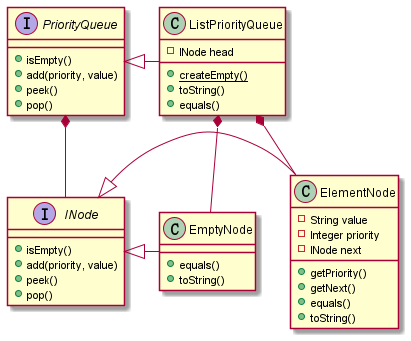 I PriorityQueue
isEmpty()
add(priority, value)
peek()
pop()
C ListPriorityQueue
INode head
createEmpty()
toString()
equals()
I INode
isEmpty()
add(priority, value)
peek()
pop()
C EmptyNode
equals()
toString()
C ElementNode
String value
Integer priority
INode next
getPriority()
getNext()
equals()
toString()